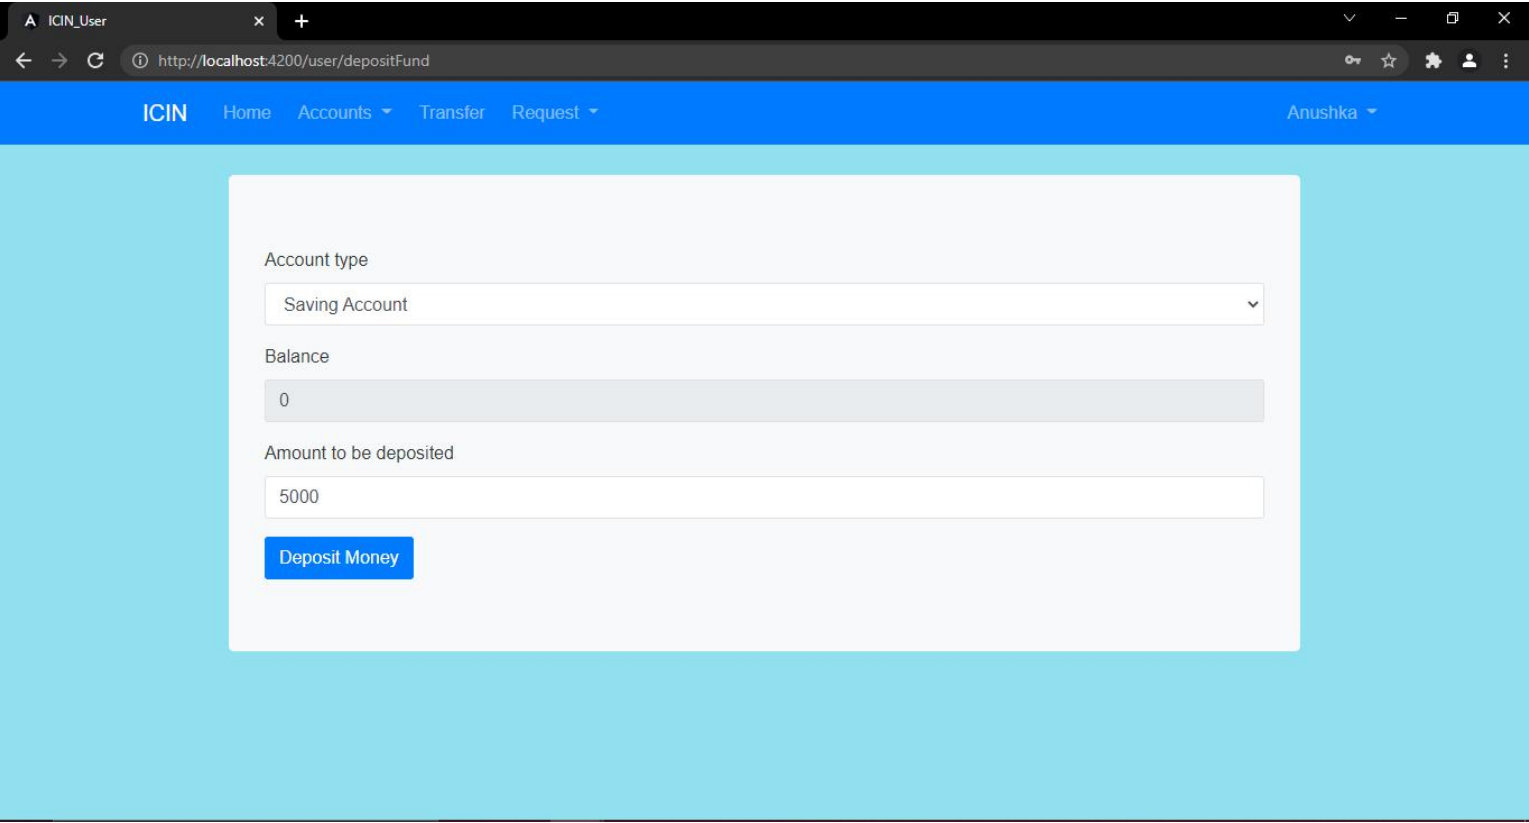 ICIN_User
http://localhost:4200/user/depositFund
ICIN Home Accounts Transfer Request Anushka
Account type
Saving Account
Balance
0
Amount to be deposited
5000
Deposit Money